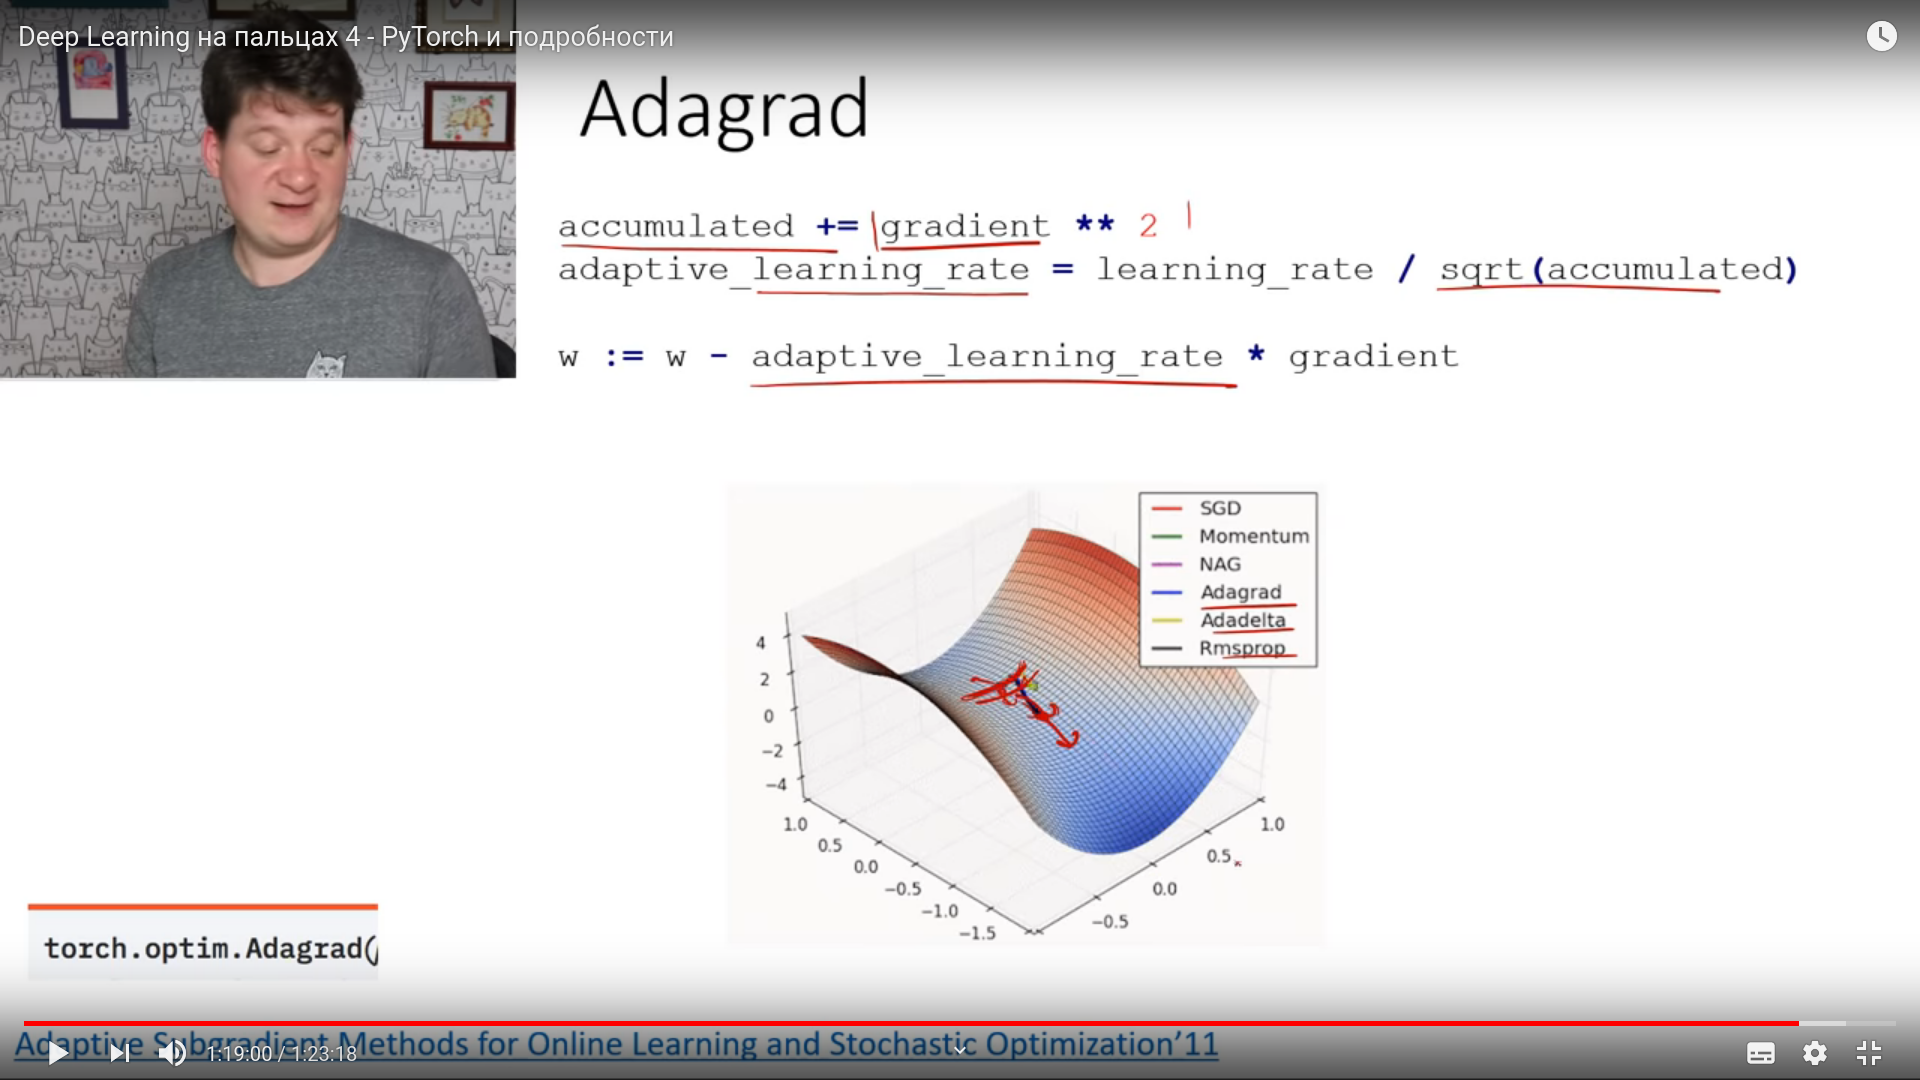 Deep Learning на пальцах 4 - PyTorch и подробности
Adagrad
accumulated += gradient ** 2
adaptive_learning_rate = learning_rate / sqrt(accumulated)
w := w - adaptive_learning_rate * gradient
SGD
Momentum
NAG
Adagrad
Adadelta
Rmsprop
4
2
0
−2
−4
1.0
0.5
0.0
−0.5
−1.0
−1.5
−0.5
0.0
0.5
1.0
torch.optim.Adagrad(
Adaptive Subgradient Methods for Online Learning and Stochastic Optimization’11
1:19:00 / 1:23:18